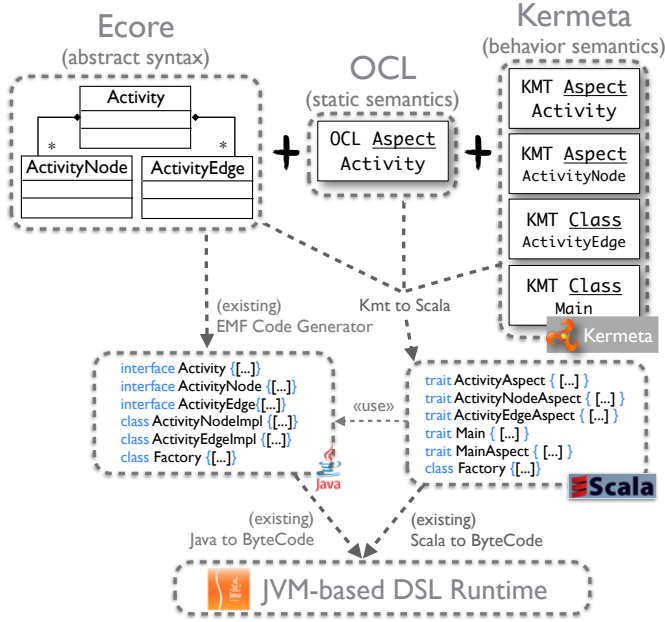 Ecore
(abstract syntax)
Activity
*
*
ActivityNode
ActivityEdge
+
OCL
(static semantics)
OCL Aspect
Activity
+
Kermeta
(behavior semantics)
KMT Aspect
Activity
KMT Aspect
ActivityNode
KMT Class
ActivityEdge
KMT Class
Main
Kermeta
(existing)
EMF Code Generator
Kmt to Scala
interface Activity {[...]}
interface ActivityNode {[...]}
interface ActivityEdge{[...]}
class ActivityNodeImpl {[...]}
class ActivityEdgeImpl {[...]}
class Factory {[...]}
Java
«use»
trait ActivityAspect { [...] }
trait ActivityNodeAspect { [...] }
trait ActivityEdgeAspect { [...] }
trait Main { [...] }
trait MainAspect { [...] }
class Factory {[...]}
Scala
(existing)
Java to ByteCode
(existing)
Scala to ByteCode
JVM-based DSL Runtime